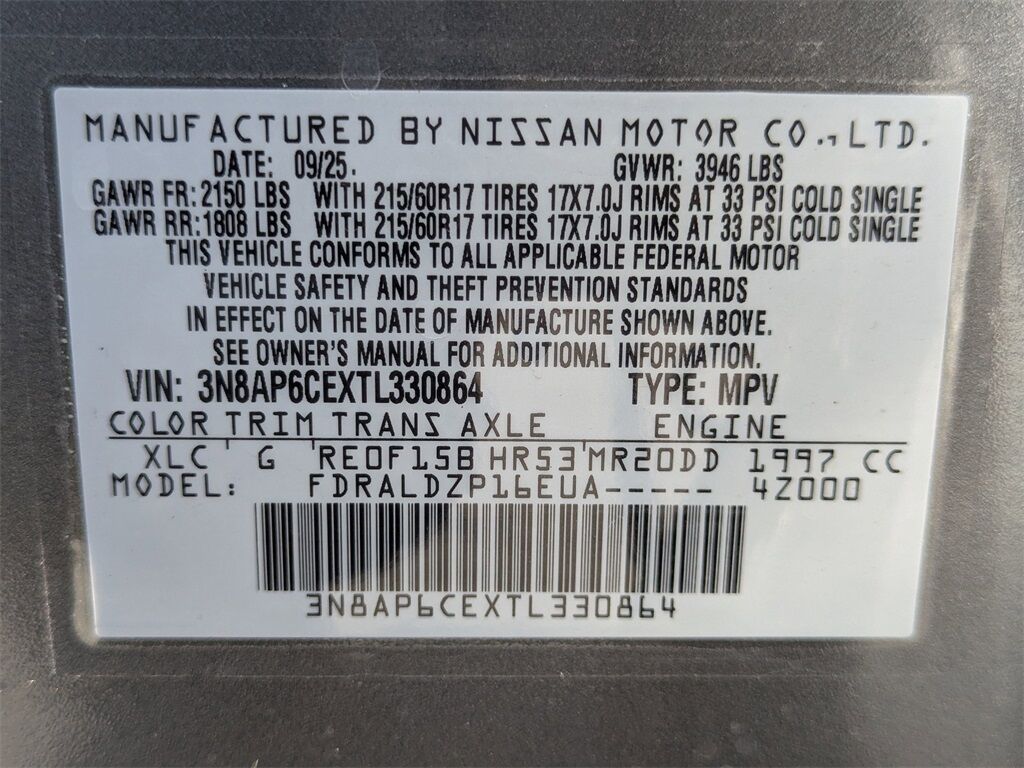 MANUFACTURED BY NISSAN MOTOR CO., LTD.
DATE: 09/25. GVWR: 3946 LBS
GAWR FR: 2150 LBS WITH 215/60R17 TIRES 17X7.0J RIMS AT 33 PSI COLD SINGLE
GAWR RR: 1808 LBS WITH 215/60R17 TIRES 17X7.0J RIMS AT 33 PSI COLD SINGLE
THIS VEHICLE CONFORMS TO ALL APPLICABLE FEDERAL MOTOR
VEHICLE SAFETY AND THEFT PREVENTION STANDARDS
IN EFFECT ON THE DATE OF MANUFACTURE SHOWN ABOVE.
SEE OWNER'S MANUAL FOR ADDITIONAL INFORMATION.
VIN: 3N8AP6CEXTL330864 TYPE: MPV
COLOR TRIM TRANS AXLE ENGINE
XLC G RE0F15B HR53 MR20DD 1997 CC
MODEL: FDRALDZP16EUA----- 4Z000
3N8AP6CEXTL330864